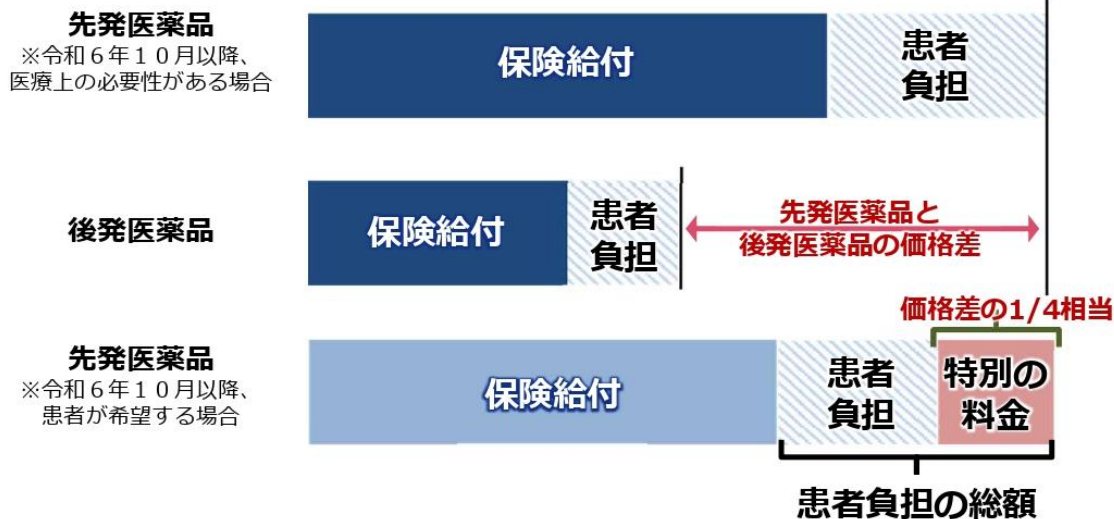 先発医薬品
※令和６年１０月以降、
医療上の必要性がある場合
保険給付
患者
負担
後発医薬品
保険給付
患者
負担
先発医薬品と
後発医薬品の価格差
価格差の1/4相当
先発医薬品
※令和６年１０月以降、
患者が希望する場合
保険給付
患者
負担
特別の
料金
患者負担の総額